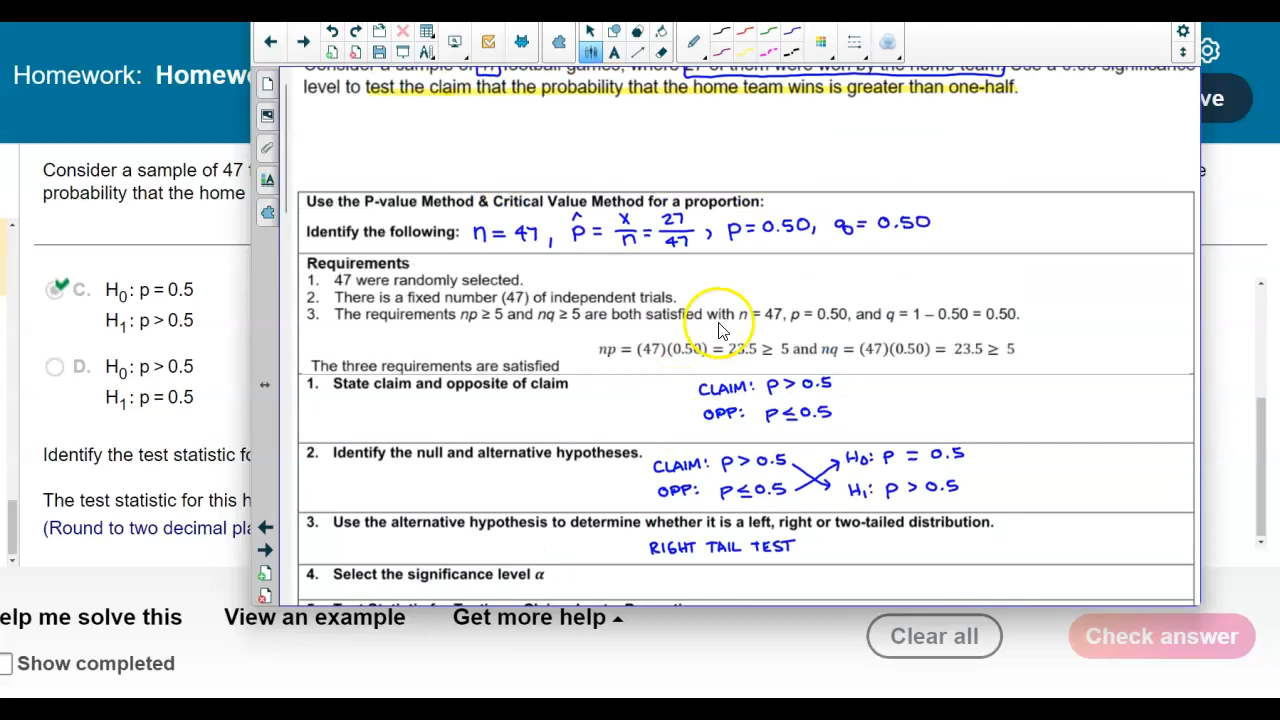 Homework: Homew
level to test the claim that the probability that the home team wins is greater than one-half.
ve
Consider a sample of 47
probability that the home
Use the P-value Method & Critical Value Method for a proportion:
Identify the following: n = 47, p̂ = x/n = 27/47, p = 0.50, q = 0.50
Requirements
1. 47 were randomly selected.
2. There is a fixed number (47) of independent trials.
3. The requirements np ≥ 5 and nq ≥ 5 are both satisfied with n = 47, p = 0.50, and q = 1 – 0.50 = 0.50.
np = (47)(0.50) = 23.5 ≥ 5 and nq = (47)(0.50) = 23.5 ≥ 5
The three requirements are satisfied
1. State claim and opposite of claim
CLAIM: p > 0.5
OPP: p ≤ 0.5
2. Identify the null and alternative hypotheses.
CLAIM: p > 0.5 H₀: p = 0.5
OPP: p ≤ 0.5 H₁: p > 0.5
3. Use the alternative hypothesis to determine whether it is a left, right or two-tailed distribution.
RIGHT TAIL TEST
4. Select the significance level α
C. H₀: p = 0.5
H₁: p > 0.5
D. H₀: p > 0.5
H₁: p = 0.5
Identify the test statistic fo
The test statistic for this h
(Round to two decimal pla
elp me solve this View an example Get more help
Clear all Check answer
Show completed